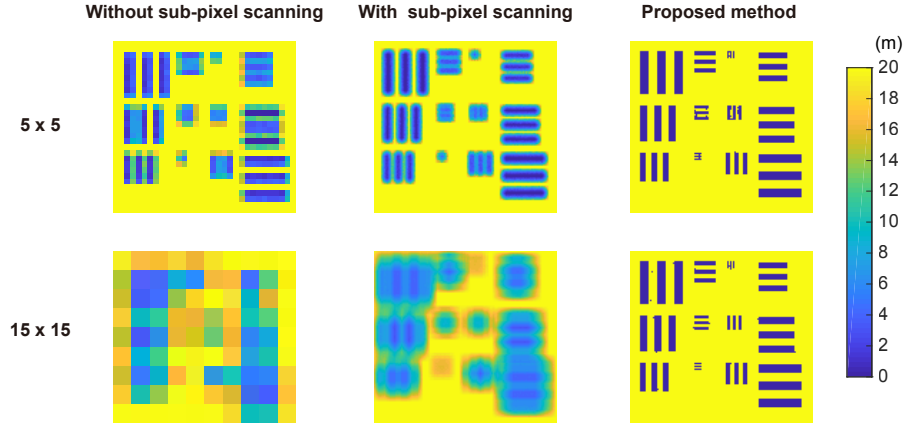 Without sub-pixel scanning
With sub-pixel scanning
Proposed method
(m)
5 x 5
15 x 15
20
18
16
14
12
10
8
6
4
2
0